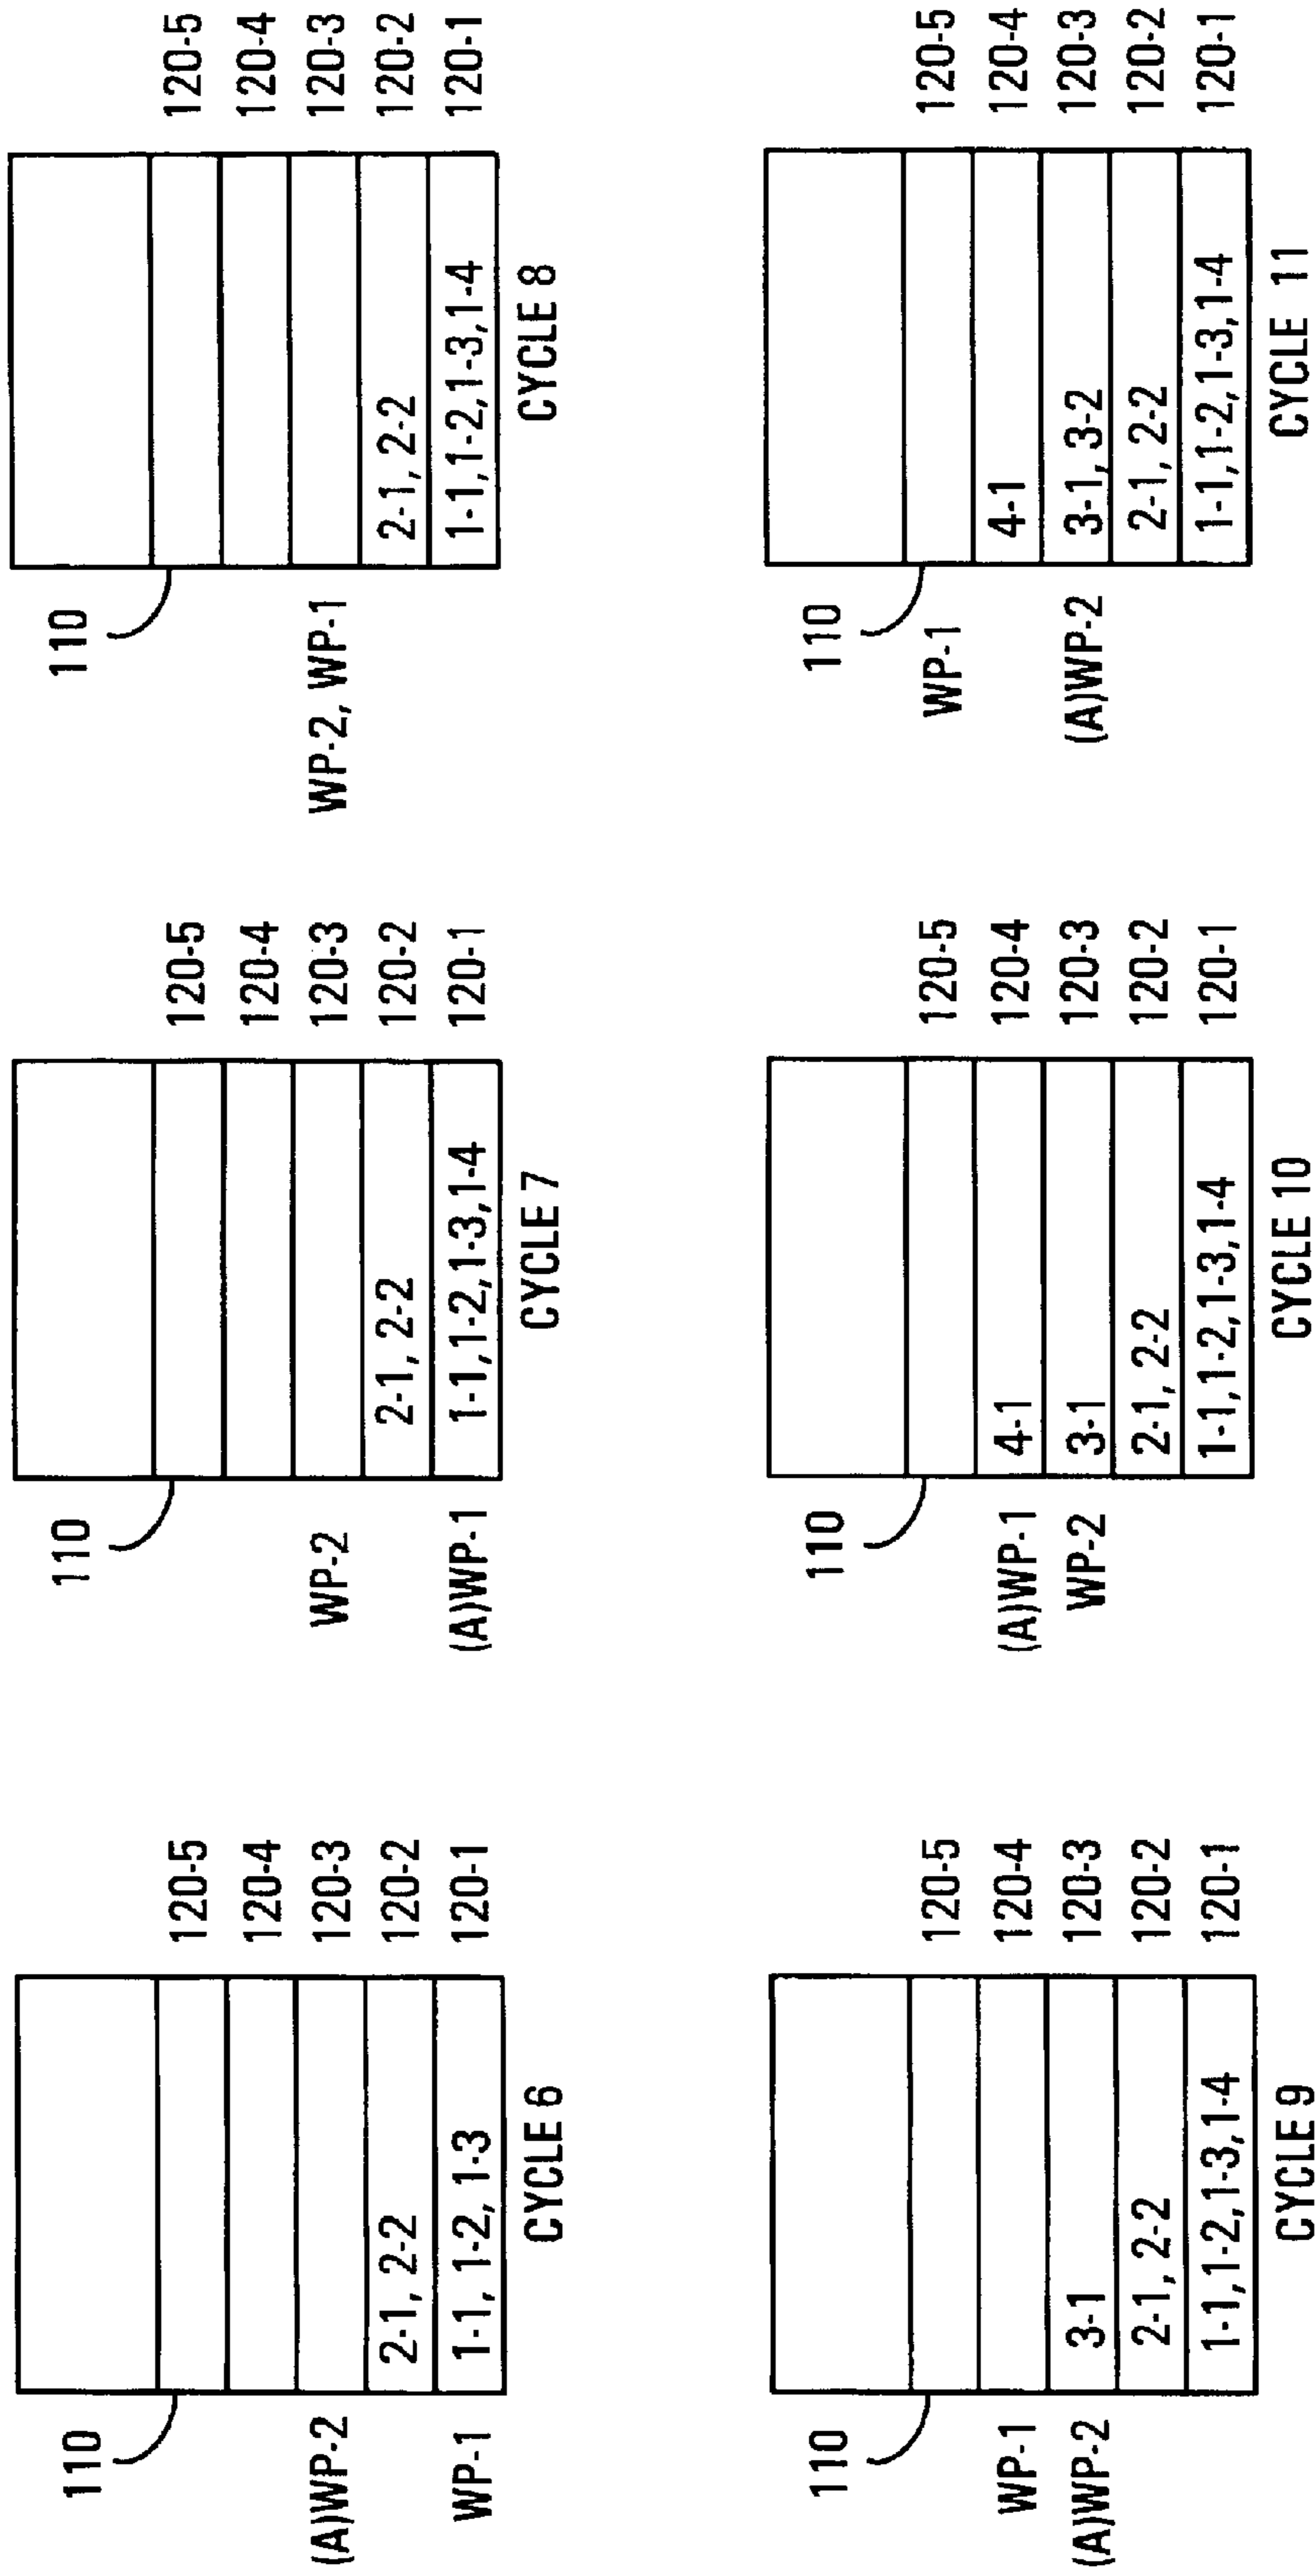 110
120-5
120-4
(A)WP-2 120-3
2-1, 2-2 120-2
WP-1 1-1, 1-2, 1-3 120-1
CYCLE 6
110
120-5
120-4
WP-2 120-3
2-1, 2-2 120-2
(A)WP-1 1-1,1-2,1-3,1-4 120-1
CYCLE 7
110
120-5
120-4
WP-2, WP-1 120-3
2-1, 2-2 120-2
1-1,1-2,1-3,1-4 120-1
CYCLE 8
110
120-5
WP-1 120-4
(A)WP-2 3-1 120-3
2-1, 2-2 120-2
1-1,1-2,1-3,1-4 120-1
CYCLE 9
110
120-5
(A)WP-1 4-1 120-4
WP-2 3-1 120-3
2-1, 2-2 120-2
1-1,1-2,1-3,1-4 120-1
CYCLE 10
110
WP-1 120-5
4-1 120-4
(A)WP-2 3-1, 3-2 120-3
2-1, 2-2 120-2
1-1,1-2,1-3,1-4 120-1
CYCLE 11